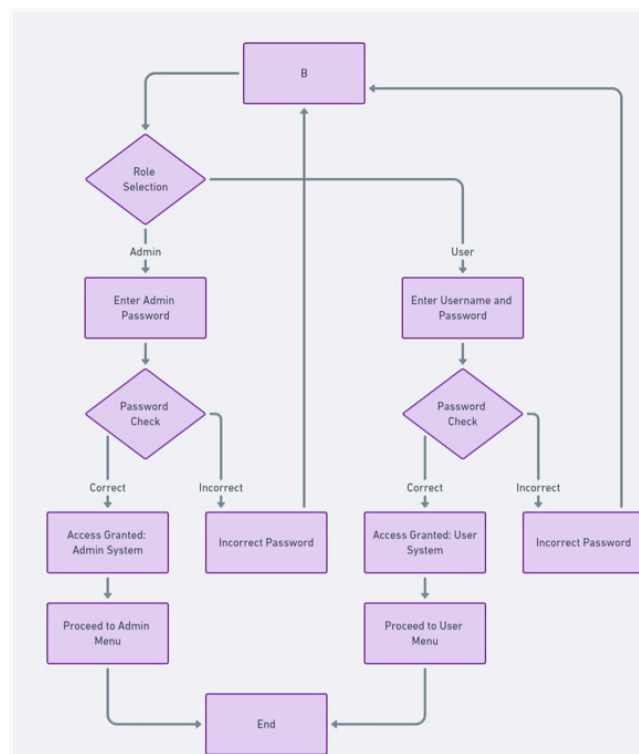 B
Role
Selection
Admin
User
Enter Admin
Password
Enter Username and
Password
Password
Check
Password
Check
Correct
Incorrect
Correct
Incorrect
Access Granted:
Admin System
Incorrect Password
Access Granted: User
System
Incorrect Password
Proceed to Admin
Menu
Proceed to User
Menu
End